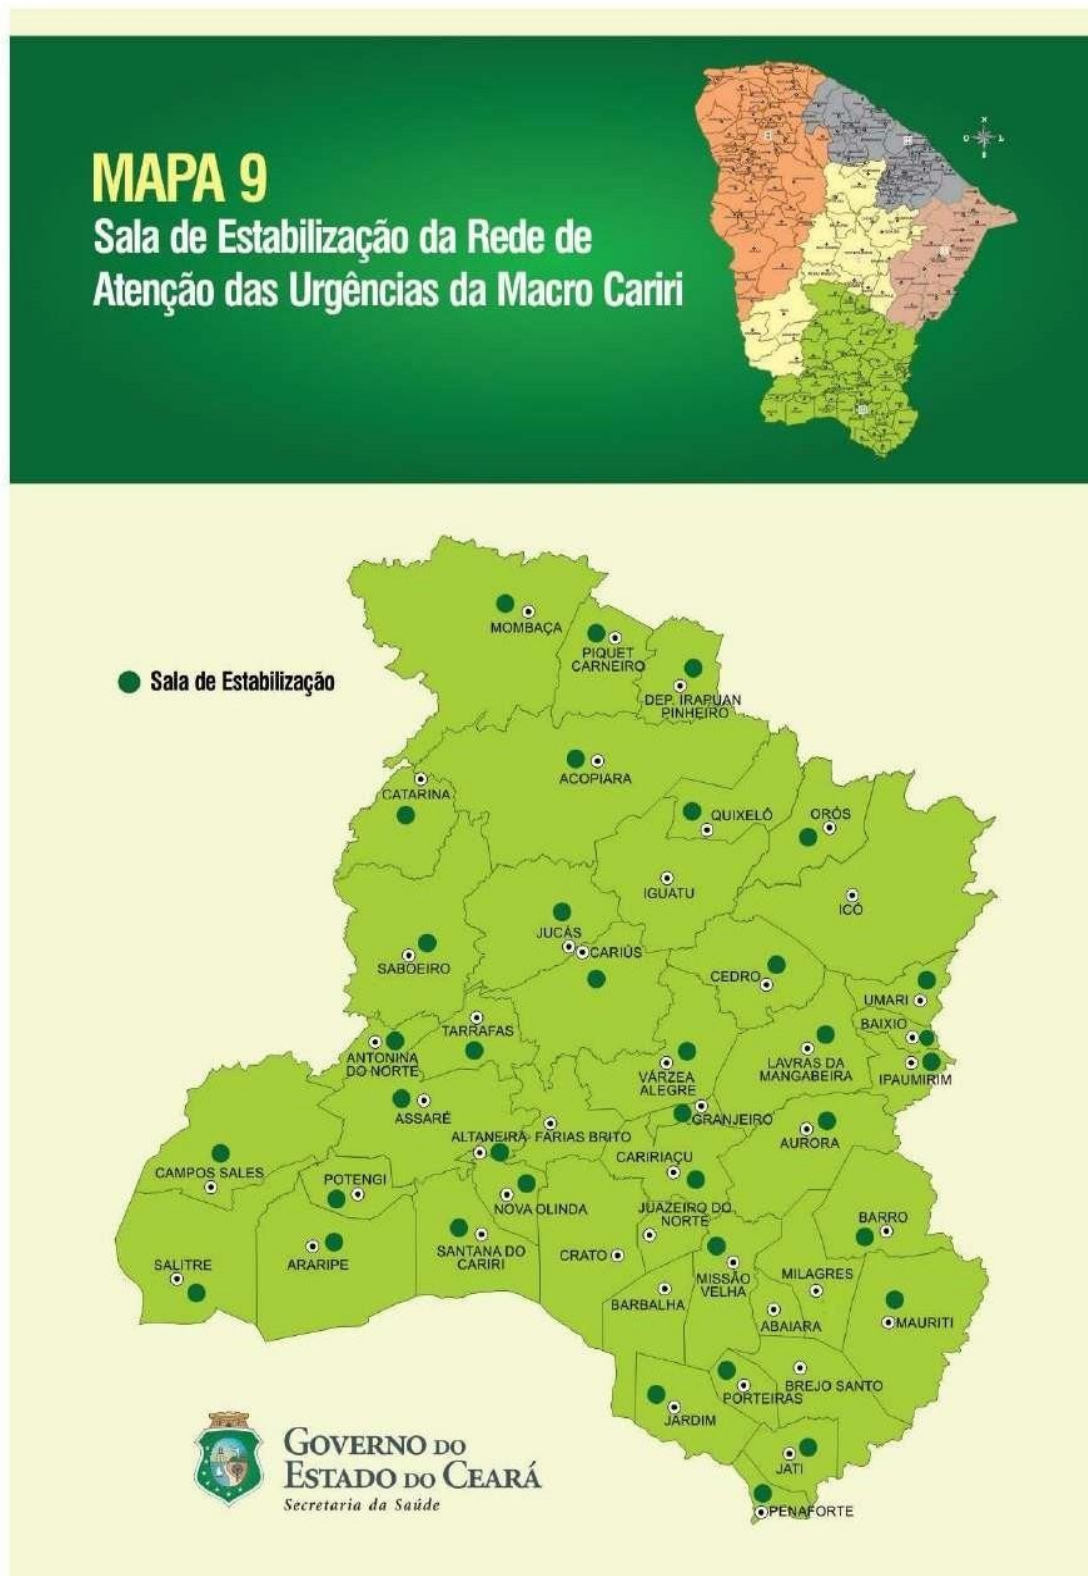 MAPA 9
Sala de Estabilização da Rede de
Atenção das Urgências da Macro Cariri
N
O
L
S
Sala de Estabilização
MOMBAÇA
PIQUET
CARNEIRO
DEP. IRAPUAN
PINHEIRO
ACOPIARA
CATARINA
QUIXELÔ
ORÓS
IGUATU
ICÓ
JUCÁS
CARIÚS
SABOEIRO
CEDRO
UMARI
BAIXIO
TARRAFAS
ANTONINA
DO NORTE
VÁRZEA
ALEGRE
LAVRAS DA
MANGABEIRA
IPAUMIRIM
ASSARÉ
GRANJEIRO
ALTANEIRA
FARIAS BRITO
AURORA
CARIRIAÇU
CAMPOS SALES
POTENGI
NOVA OLINDA
JUAZEIRO DO
NORTE
BARRO
SALITRE
ARARIPE
SANTANA DO
CARIRI
CRATO
MISSÃO
VELHA
MILAGRES
BARBALHA
ABAIARA
MAURITI
BREJO SANTO
PORTEIRAS
JARDIM
JATI
PENAFORTE
GOVERNO DO
ESTADO DO CEARÁ
Secretaria da Saúde